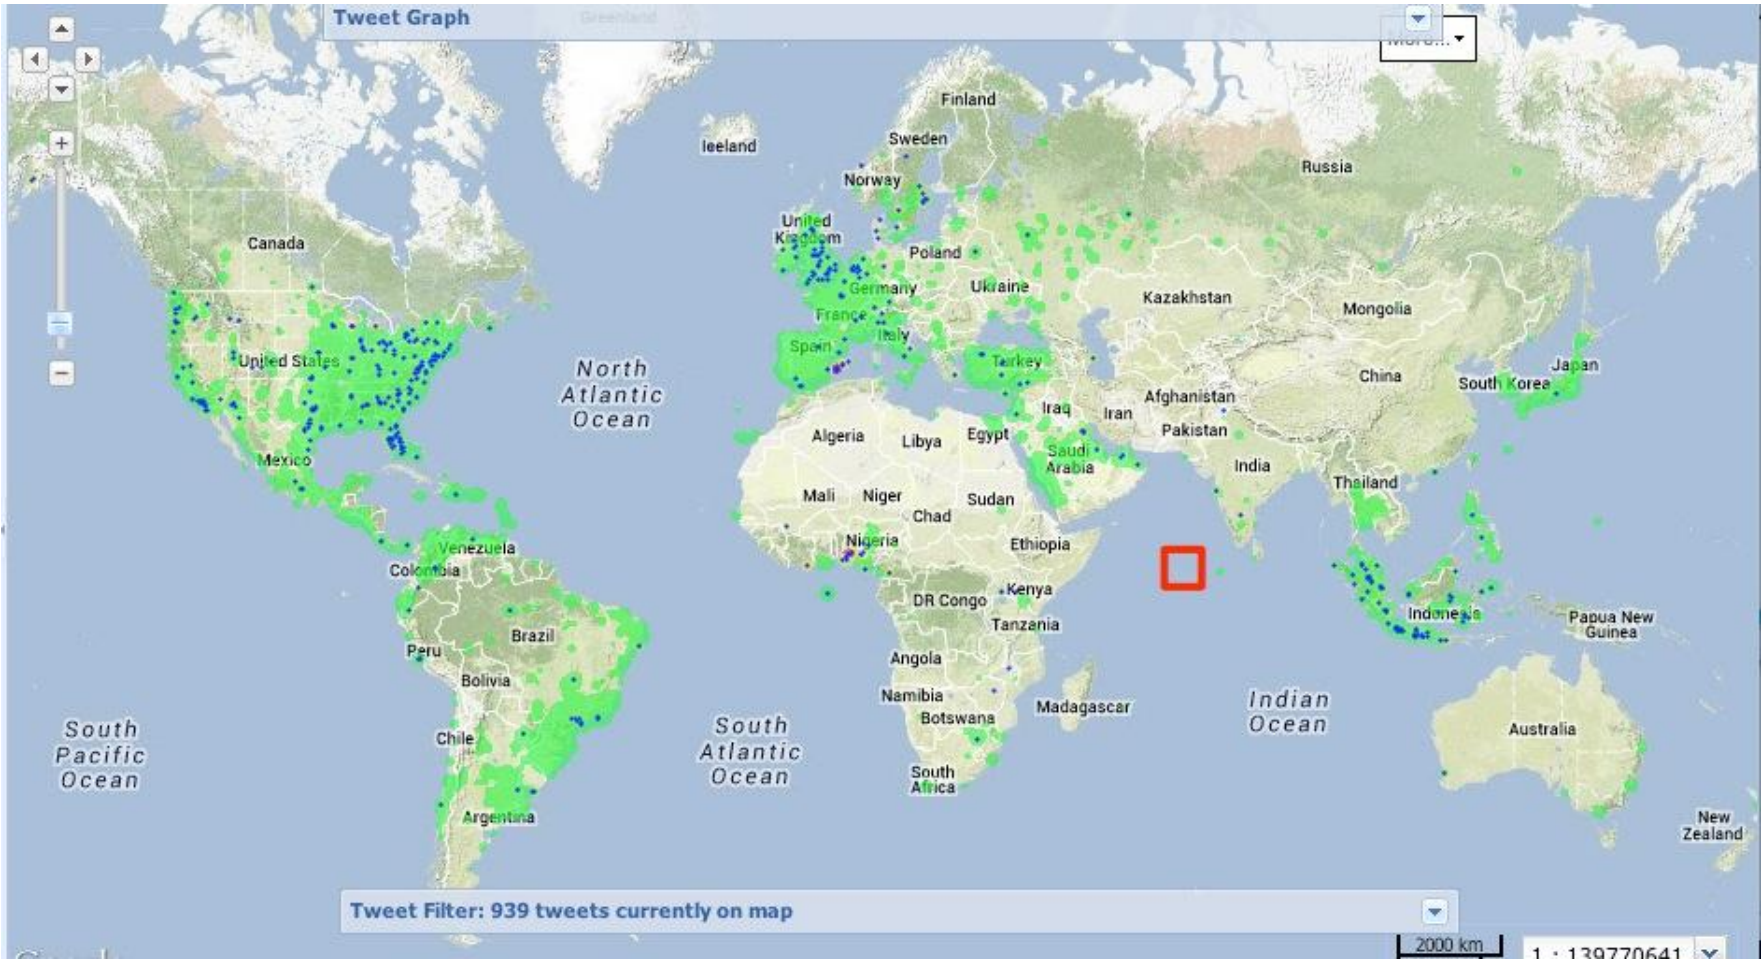 Tweet Graph
Greenland
More...
Finland
Sweden
Iceland
Russia
Norway
United
Kingdom
Canada
Poland
Germany
Ukraine
Kazakhstan
Mongolia
France
Italy
Spain
United States
Turkey
Japan
North
Atlantic
Ocean
China
South Korea
Afghanistan
Iraq
Iran
Pakistan
Algeria
Libya
Egypt
Saudi
Arabia
India
Mexico
Thailand
Mali
Niger
Sudan
Chad
Nigeria
Ethiopia
Venezuela
Colombia
Kenya
DR Congo
Indonesia
Papua New
Guinea
Tanzania
Brazil
Peru
Angola
Bolivia
Namibia
Madagascar
Indian
Ocean
Botswana
South
Pacific
Ocean
South
Atlantic
Ocean
Chile
Australia
South
Africa
Argentina
New
Zealand
Tweet Filter: 939 tweets currently on map
2000 km
1 : 139770641